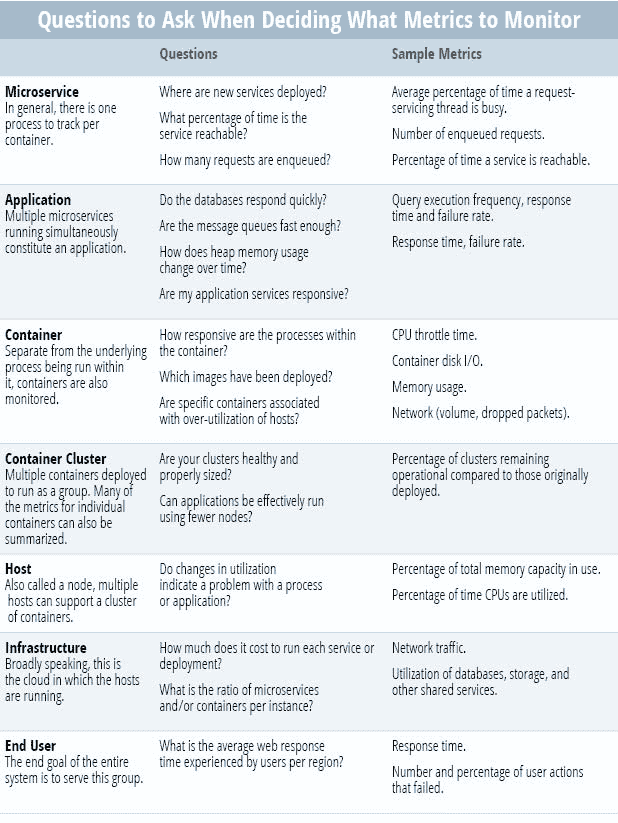 Questions to Ask When Deciding What Metrics to Monitor
Questions
Sample Metrics
Microservice
In general, there is one
process to track per
container.
Where are new services deployed?
What percentage of time is the
service reachable?
How many requests are enqueued?
Average percentage of time a request-
servicing thread is busy.
Number of enqueued requests.
Percentage of time a service is reachable.
Application
Multiple microservices
running simultaneously
constitute an application.
Do the databases respond quickly?
Are the message queues fast enough?
How does heap memory usage
change over time?
Are my application services responsive?
Query execution frequency, response
time and failure rate.
Response time, failure rate.
Container
Separate from the underlying
process being run within
it, containers are also
monitored.
How responsive are the processes within
the container?
Which images have been deployed?
Are specific containers associated
with over-utilization of hosts?
CPU throttle time.
Container disk I/O.
Memory usage.
Network (volume, dropped packets).
Container Cluster
Multiple containers deployed
to run as a group. Many of
the metrics for individual
containers can also be
summarized.
Are your clusters healthy and
properly sized?
Can applications be effectively run
using fewer nodes?
Percentage of clusters remaining
operational compared to those originally
deployed.
Host
Also called a node, multiple
hosts can support a cluster
of containers.
Do changes in utilization
indicate a problem with a process
or application?
Percentage of total memory capacity in use.
Percentage of time CPUs are utilized.
Infrastructure
Broadly speaking, this is
the cloud in which the hosts
are running.
How much does it cost to run each service or
deployment?
What is the ratio of microservices
and/or containers per instance?
Network traffic.
Utilization of databases, storage, and
other shared services.
End User
The end goal of the entire
system is to serve this group.
What is the average web response
time experienced by users per region?
Response time.
Number and percentage of user actions
that failed.